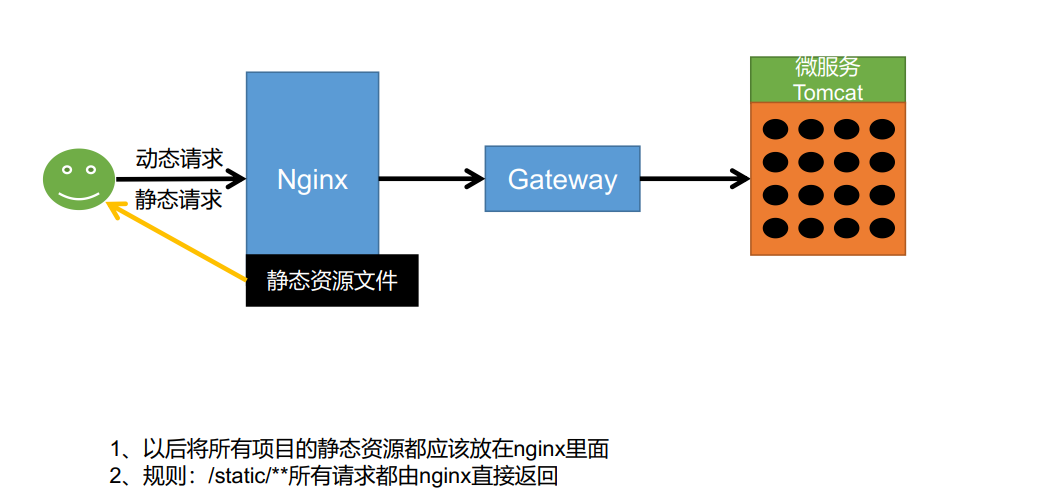 微服务
Tomcat
动态请求
静态请求
Nginx
Gateway
静态资源文件
1、以后将所有项目的静态资源都应该放在nginx里面
2、规则：/static/**所有请求都由nginx直接返回